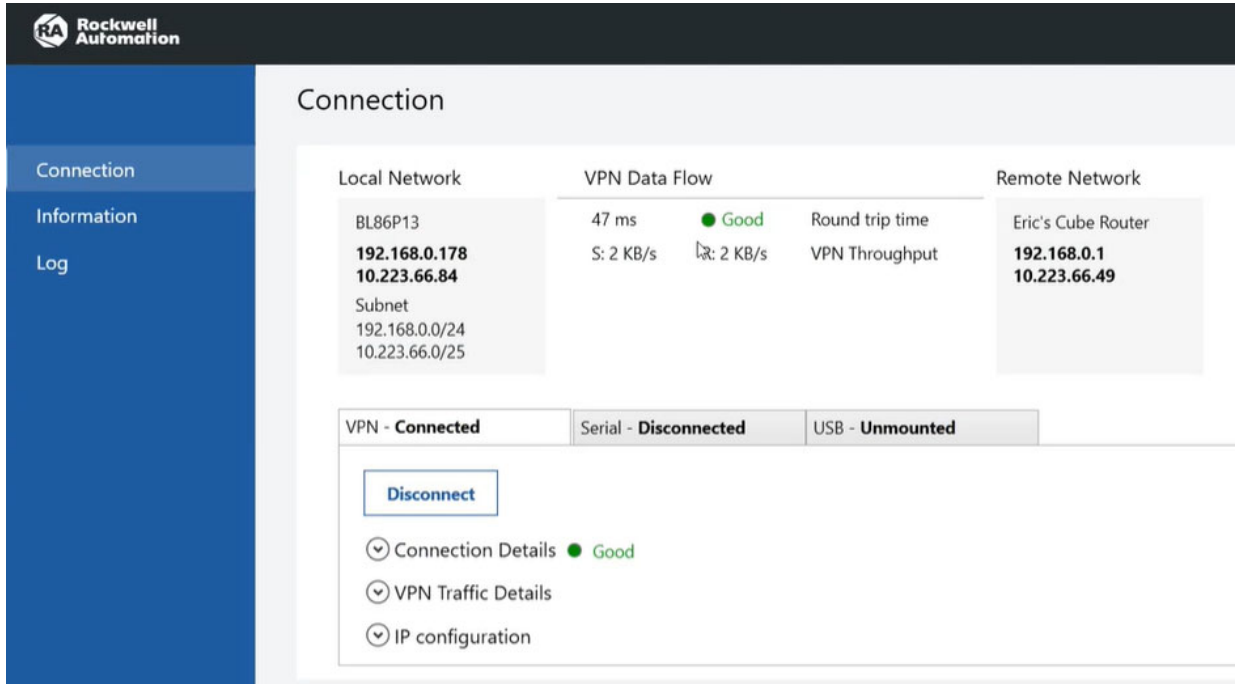 Rockwell
Automation
Connection
Connection
Information
Log
Local Network
BL86P13
192.168.0.178
10.223.66.84
Subnet
192.168.0.0/24
10.223.66.0/25
VPN Data Flow
47 ms Good Round trip time
S: 2 KB/s R: 2 KB/s VPN Throughput
Remote Network
Eric's Cube Router
192.168.0.1
10.223.66.49
VPN - Connected Serial - Disconnected USB - Unmounted
Disconnect
Connection Details Good
VPN Traffic Details
IP configuration